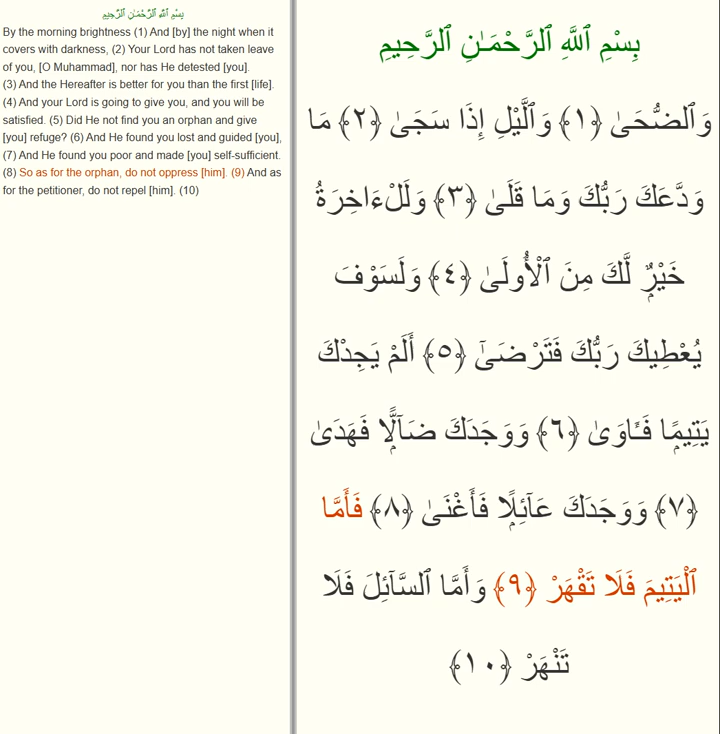 بِسْمِ ٱللَّهِ ٱلرَّحْمَـٰنِ ٱلرَّحِيمِ
By the morning brightness (1) And [by] the night when it
covers with darkness, (2) Your Lord has not taken leave
of you, [O Muhammad], nor has He detested [you].
(3) And the Hereafter is better for you than the first [life].
(4) And your Lord is going to give you, and you will be
satisfied. (5) Did He not find you an orphan and give
[you] refuge? (6) And He found you lost and guided [you],
(7) And He found you poor and made [you] self-sufficient.
(8) So as for the orphan, do not oppress [him]. (9) And as
for the petitioner, do not repel [him]. (10)
بِسْمِ ٱللَّهِ ٱلرَّحْمَـٰنِ ٱلرَّحِيمِ
وَٱلضُّحَىٰ ﴿١﴾ وَٱلَّيْلِ إِذَا سَجَىٰ ﴿٢﴾ مَا
وَدَّعَكَ رَبُّكَ وَمَا قَلَىٰ ﴿٣﴾ وَلَلْءَاخِرَةُ
خَيْرٌ لَّكَ مِنَ ٱلْأُولَىٰ ﴿٤﴾ وَلَسَوْفَ
يُعْطِيكَ رَبُّكَ فَتَرْضَىٰٓ ﴿٥﴾ أَلَمْ يَجِدْكَ
يَتِيمًا فَـَٔاوَىٰ ﴿٦﴾ وَوَجَدَكَ ضَآلًّا فَهَدَىٰ
﴿٧﴾ وَوَجَدَكَ عَآئِلًا فَأَغْنَىٰ ﴿٨﴾ فَأَمَّا
ٱلْيَتِيمَ فَلَا تَقْهَرْ ﴿٩﴾ وَأَمَّا ٱلسَّآئِلَ فَلَا
تَنْهَرْ ﴿١٠﴾